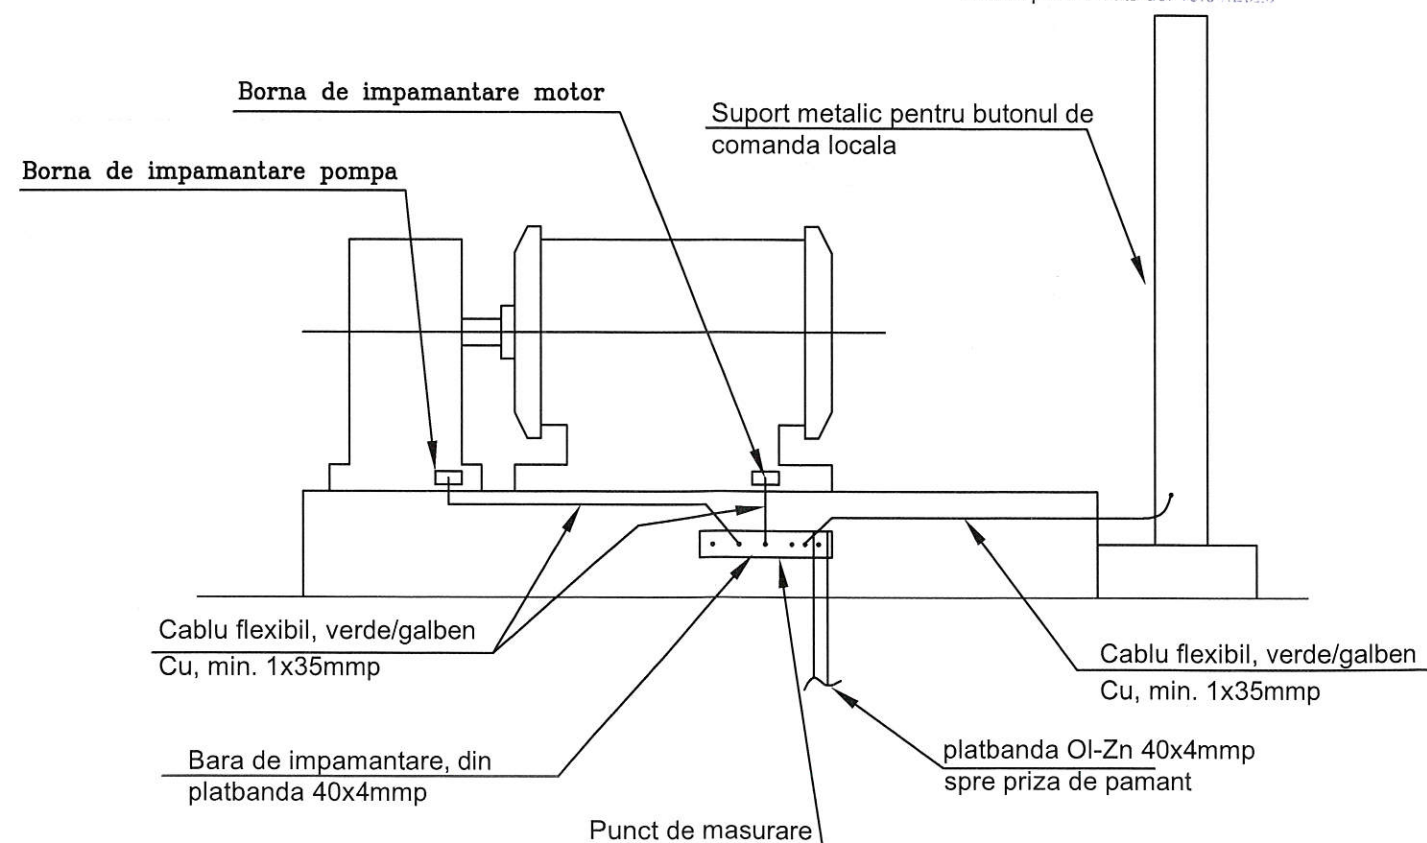 Borna de impamantare motor
Suport metalic pentru butonul de
comanda locala
Borna de impamantare pompa
Cablu flexibil, verde/galben
Cu, min. 1x35mmp
Cablu flexibil, verde/galben
Cu, min. 1x35mmp
Bara de impamantare, din
platbanda 40x4mmp
platbanda Ol-Zn 40x4mmp
spre priza de pamant
Punct de masurare